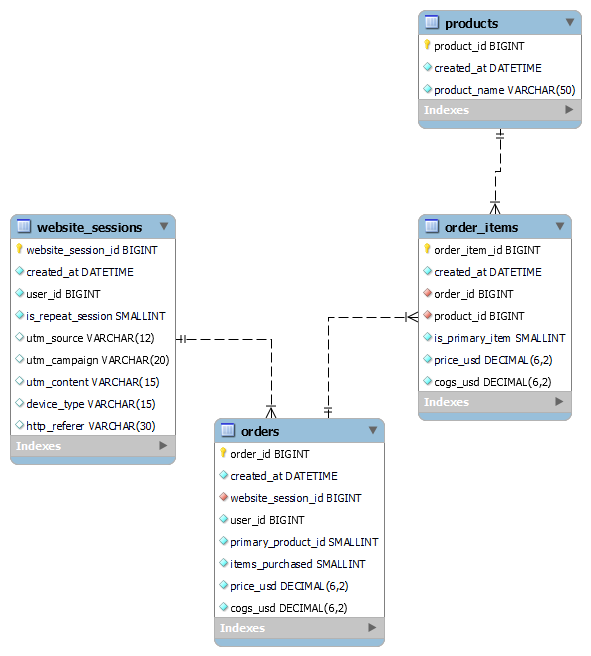 products
product_id BIGINT
created_at DATETIME
product_name VARCHAR(50)
Indexes
website_sessions
website_session_id BIGINT
created_at DATETIME
user_id BIGINT
is_repeat_session SMALLINT
utm_source VARCHAR(12)
utm_campaign VARCHAR(20)
utm_content VARCHAR(15)
device_type VARCHAR(15)
http_referer VARCHAR(30)
Indexes
order_items
order_item_id BIGINT
created_at DATETIME
order_id BIGINT
product_id BIGINT
is_primary_item SMALLINT
price_usd DECIMAL(6,2)
cogs_usd DECIMAL(6,2)
Indexes
orders
order_id BIGINT
created_at DATETIME
website_session_id BIGINT
user_id BIGINT
primary_product_id SMALLINT
items_purchased SMALLINT
price_usd DECIMAL(6,2)
cogs_usd DECIMAL(6,2)
Indexes